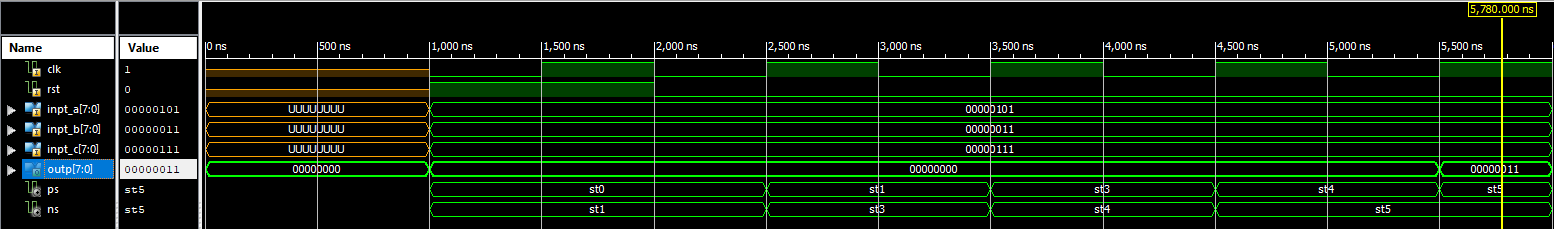 5,780.000 ns
Name Value 0 ns 500 ns 1,000 ns 1,500 ns 2,000 ns 2,500 ns 3,000 ns 3,500 ns 4,000 ns 4,500 ns 5,000 ns 5,500 ns
clk 1
rst 0
inpt_a[7:0] 00000101 UUUUUUUU 00000101
inpt_b[7:0] 00000011 UUUUUUUU 00000011
inpt_c[7:0] 00000111 UUUUUUUU 00000111
outp[7:0] 00000011 00000000 00000000 00000011
ps st5 st0 st1 st3 st4 st5
ns st5 st1 st3 st4 st5